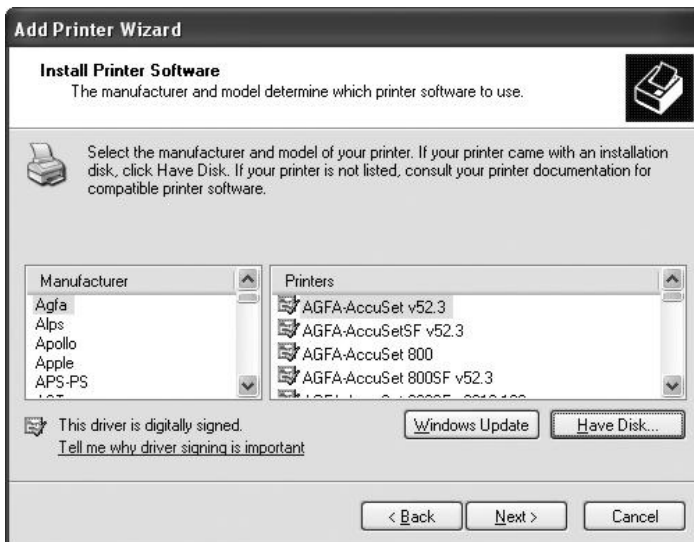 Add Printer Wizard
Install Printer Software
The manufacturer and model determine which printer software to use.
Select the manufacturer and model of your printer. If your printer came with an installation
disk, click Have Disk. If your printer is not listed, consult your printer documentation for
compatible printer software.
Manufacturer
Agfa
Alps
Apollo
Apple
APS-PS
Printers
AGFA-AccuSet v52.3
AGFA-AccuSetSF v52.3
AGFA-AccuSet 800
AGFA-AccuSet 800SF v52.3
This driver is digitally signed.
Tell me why driver signing is important
Windows Update
Have Disk...
< Back
Next >
Cancel